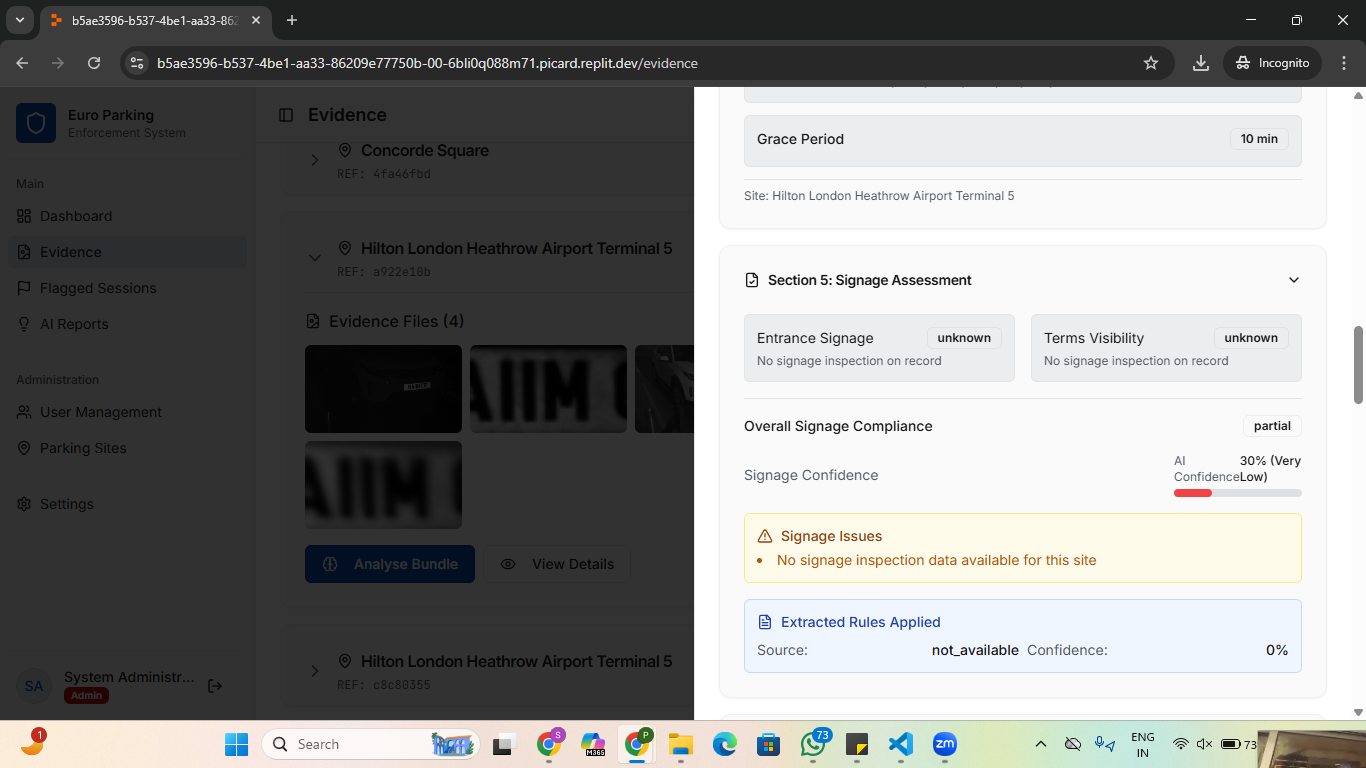 b5ae3596-b537-4be1-aa33-862
b5ae3596-b537-4be1-aa33-86209e77750b-00-6bli0q088m71.picard.replit.dev/evidence
Incognito
Euro Parking
Enforcement System
Main
Dashboard
Evidence
Flagged Sessions
AI Reports
Administration
User Management
Parking Sites
Settings
SA
System Administr...
Admin
Evidence
Concorde Square
REF: 4fa46fbd
Hilton London Heathrow Airport Terminal 5
REF: a922e10b
Evidence Files (4)
Analyse Bundle
View Details
Hilton London Heathrow Airport Terminal 5
REF: c8c80355
Grace Period
10 min
Site: Hilton London Heathrow Airport Terminal 5
Section 5: Signage Assessment
Entrance Signage unknown
No signage inspection on record
Terms Visibility unknown
No signage inspection on record
Overall Signage Compliance partial
Signage Confidence
AI Confidence
30% (Very Low)
Signage Issues
No signage inspection data available for this site
Extracted Rules Applied
Source: not_available Confidence: 0%
1
Search
S
M365
P
73
zm
ENG
IN
73